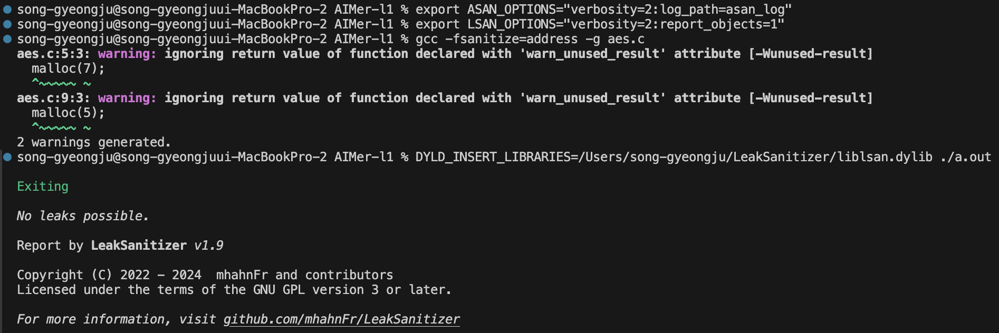 song-gyeongju@song-gyeongjuui-MacBookPro-2 AIMer-l1 % export ASAN_OPTIONS="verbosity=2:log_path=asan_log"
song-gyeongju@song-gyeongjuui-MacBookPro-2 AIMer-l1 % export LSAN_OPTIONS="verbosity=2:report_objects=1"
song-gyeongju@song-gyeongjuui-MacBookPro-2 AIMer-l1 % gcc -fsanitize=address -g aes.c
aes.c:5:3: warning: ignoring return value of function declared with 'warn_unused_result' attribute [-Wunused-result]
  malloc(7);
  ^~~~~~ ~
aes.c:9:3: warning: ignoring return value of function declared with 'warn_unused_result' attribute [-Wunused-result]
  malloc(5);
  ^~~~~~ ~
2 warnings generated.
song-gyeongju@song-gyeongjuui-MacBookPro-2 AIMer-l1 % DYLD_INSERT_LIBRARIES=/Users/song-gyeongju/LeakSanitizer/liblsan.dylib ./a.out
Exiting
No leaks possible.
Report by LeakSanitizer v1.9
Copyright (C) 2022 - 2024  mhahnFr and contributors
Licensed under the terms of the GNU GPL version 3 or later.
For more information, visit github.com/mhahnFr/LeakSanitizer